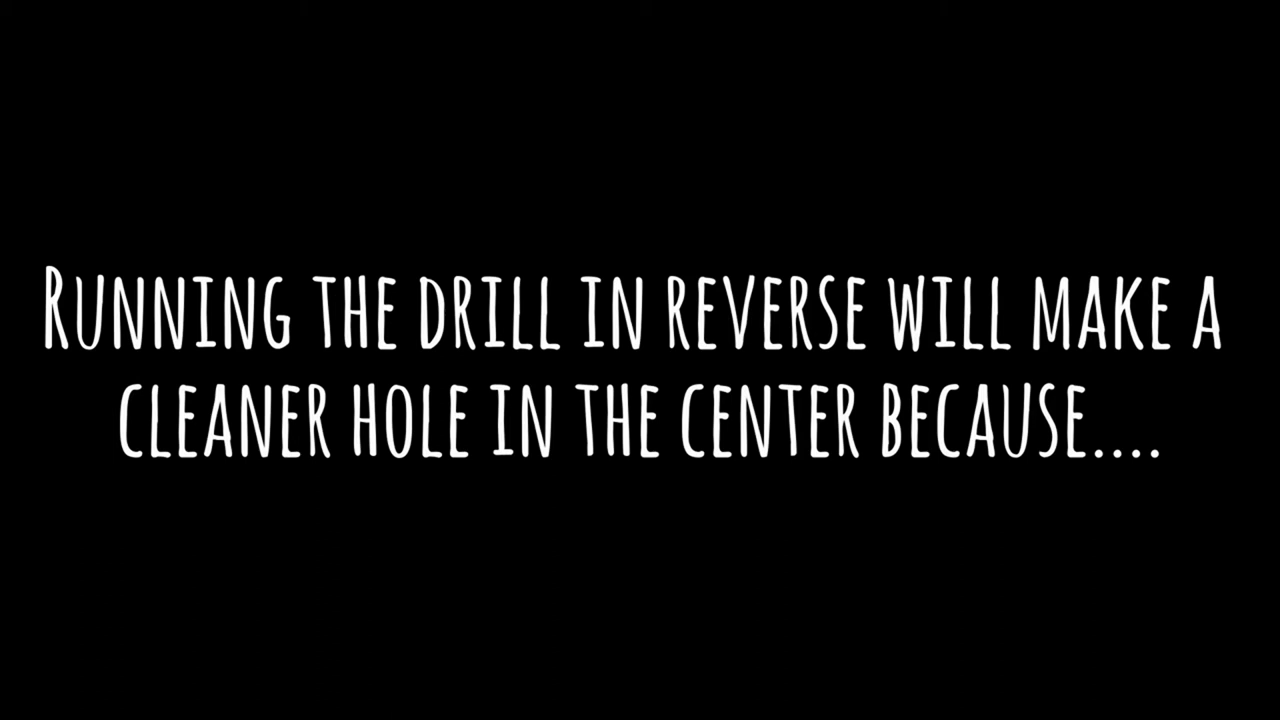 Running the drill in reverse will make a
cleaner hole in the center because....